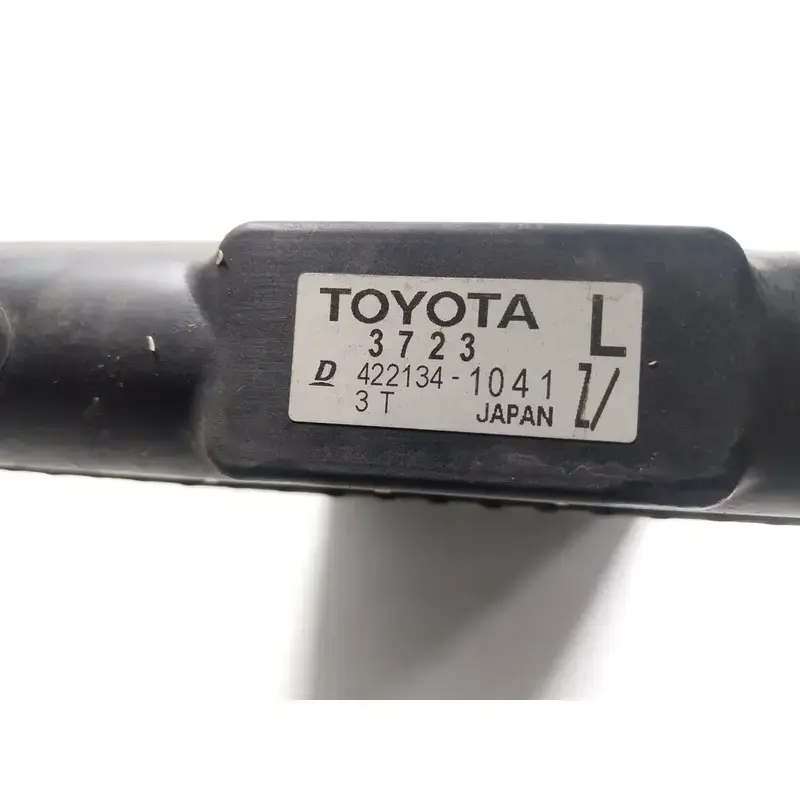 TOYOTA L
3723
D 422134-1041
3T JAPAN